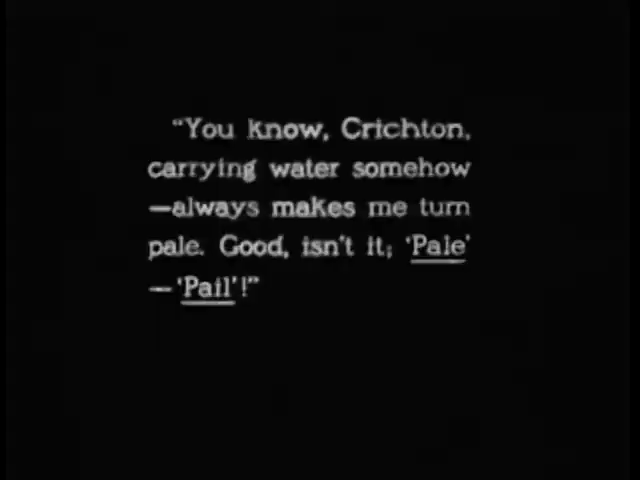 "You know, Crichton,
carrying water somehow
—always makes me turn
pale. Good, isn't it; 'Pale'
—'Pail'!"